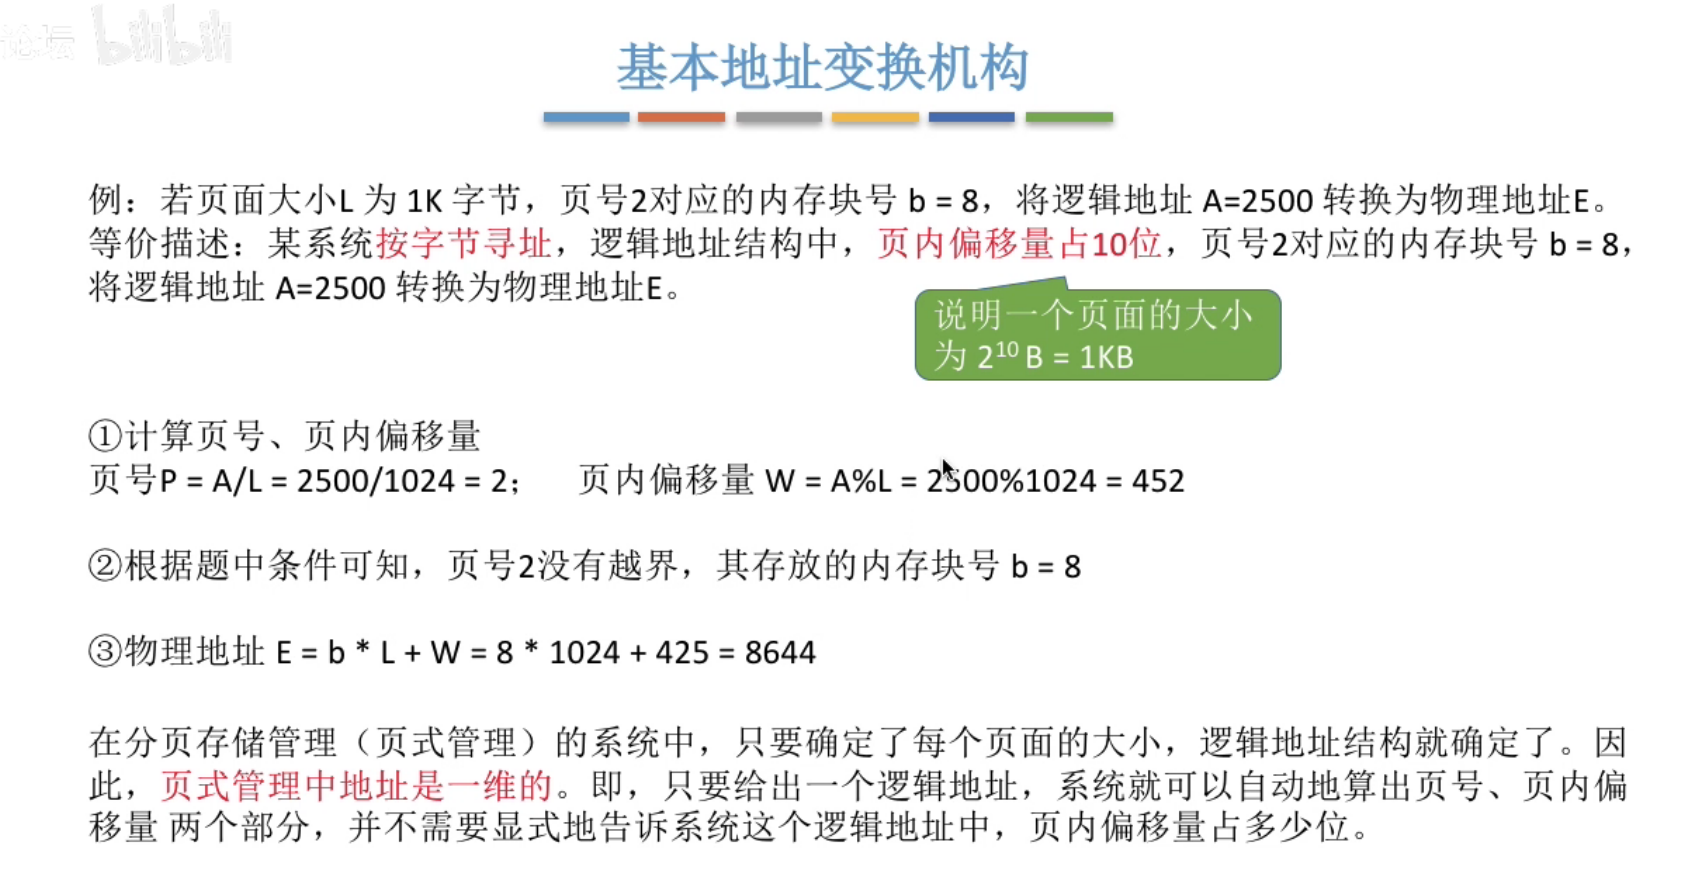 论坛 bilibili
基本地址变换机构
例：若页面大小L 为 1K 字节，页号2对应的内存块号 b = 8，将逻辑地址 A=2500 转换为物理地址E。
等价描述：某系统按字节寻址，逻辑地址结构中，页内偏移量占10位，页号2对应的内存块号 b = 8，
将逻辑地址 A=2500 转换为物理地址E。
说明一个页面的大小
为 2¹⁰ B = 1KB
①计算页号、页内偏移量
页号P = A/L = 2500/1024 = 2；　页内偏移量 W = A%L = 2500%1024 = 452
②根据题中条件可知，页号2没有越界，其存放的内存块号 b = 8
③物理地址 E = b * L + W = 8 * 1024 + 425 = 8644
在分页存储管理（页式管理）的系统中，只要确定了每个页面的大小，逻辑地址结构就确定了。因
此，页式管理中地址是一维的。即，只要给出一个逻辑地址，系统就可以自动地算出页号、页内偏
移量 两个部分，并不需要显式地告诉系统这个逻辑地址中，页内偏移量占多少位。